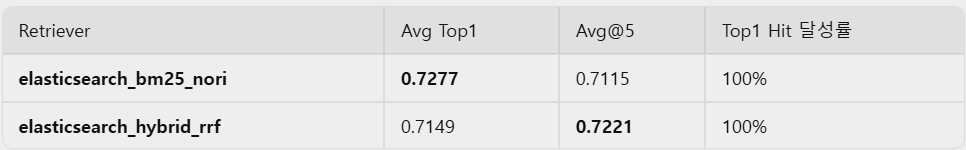 Retriever Avg Top1 Avg@5 Top1 Hit 달성률
elasticsearch_bm25_nori 0.7277 0.7115 100%
elasticsearch_hybrid_rrf 0.7149 0.7221 100%